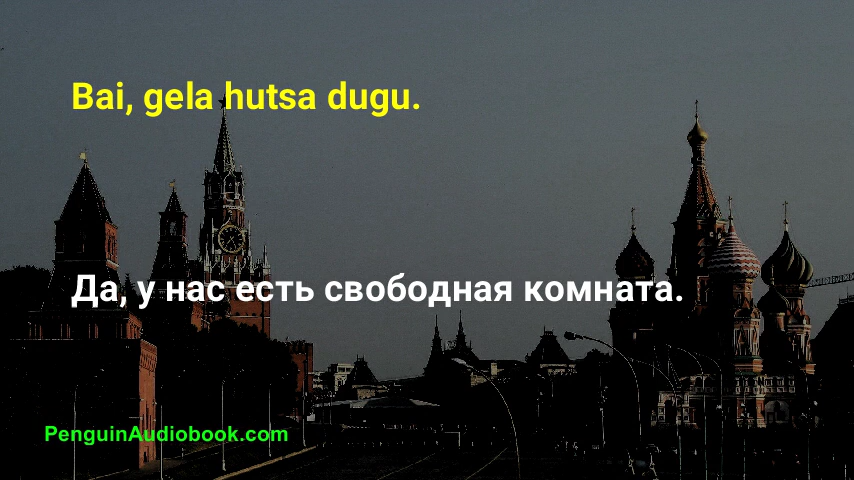 Bai, gela hutsa dugu.
Да, у нас есть свободная комната.
PenguinAudiobook.com